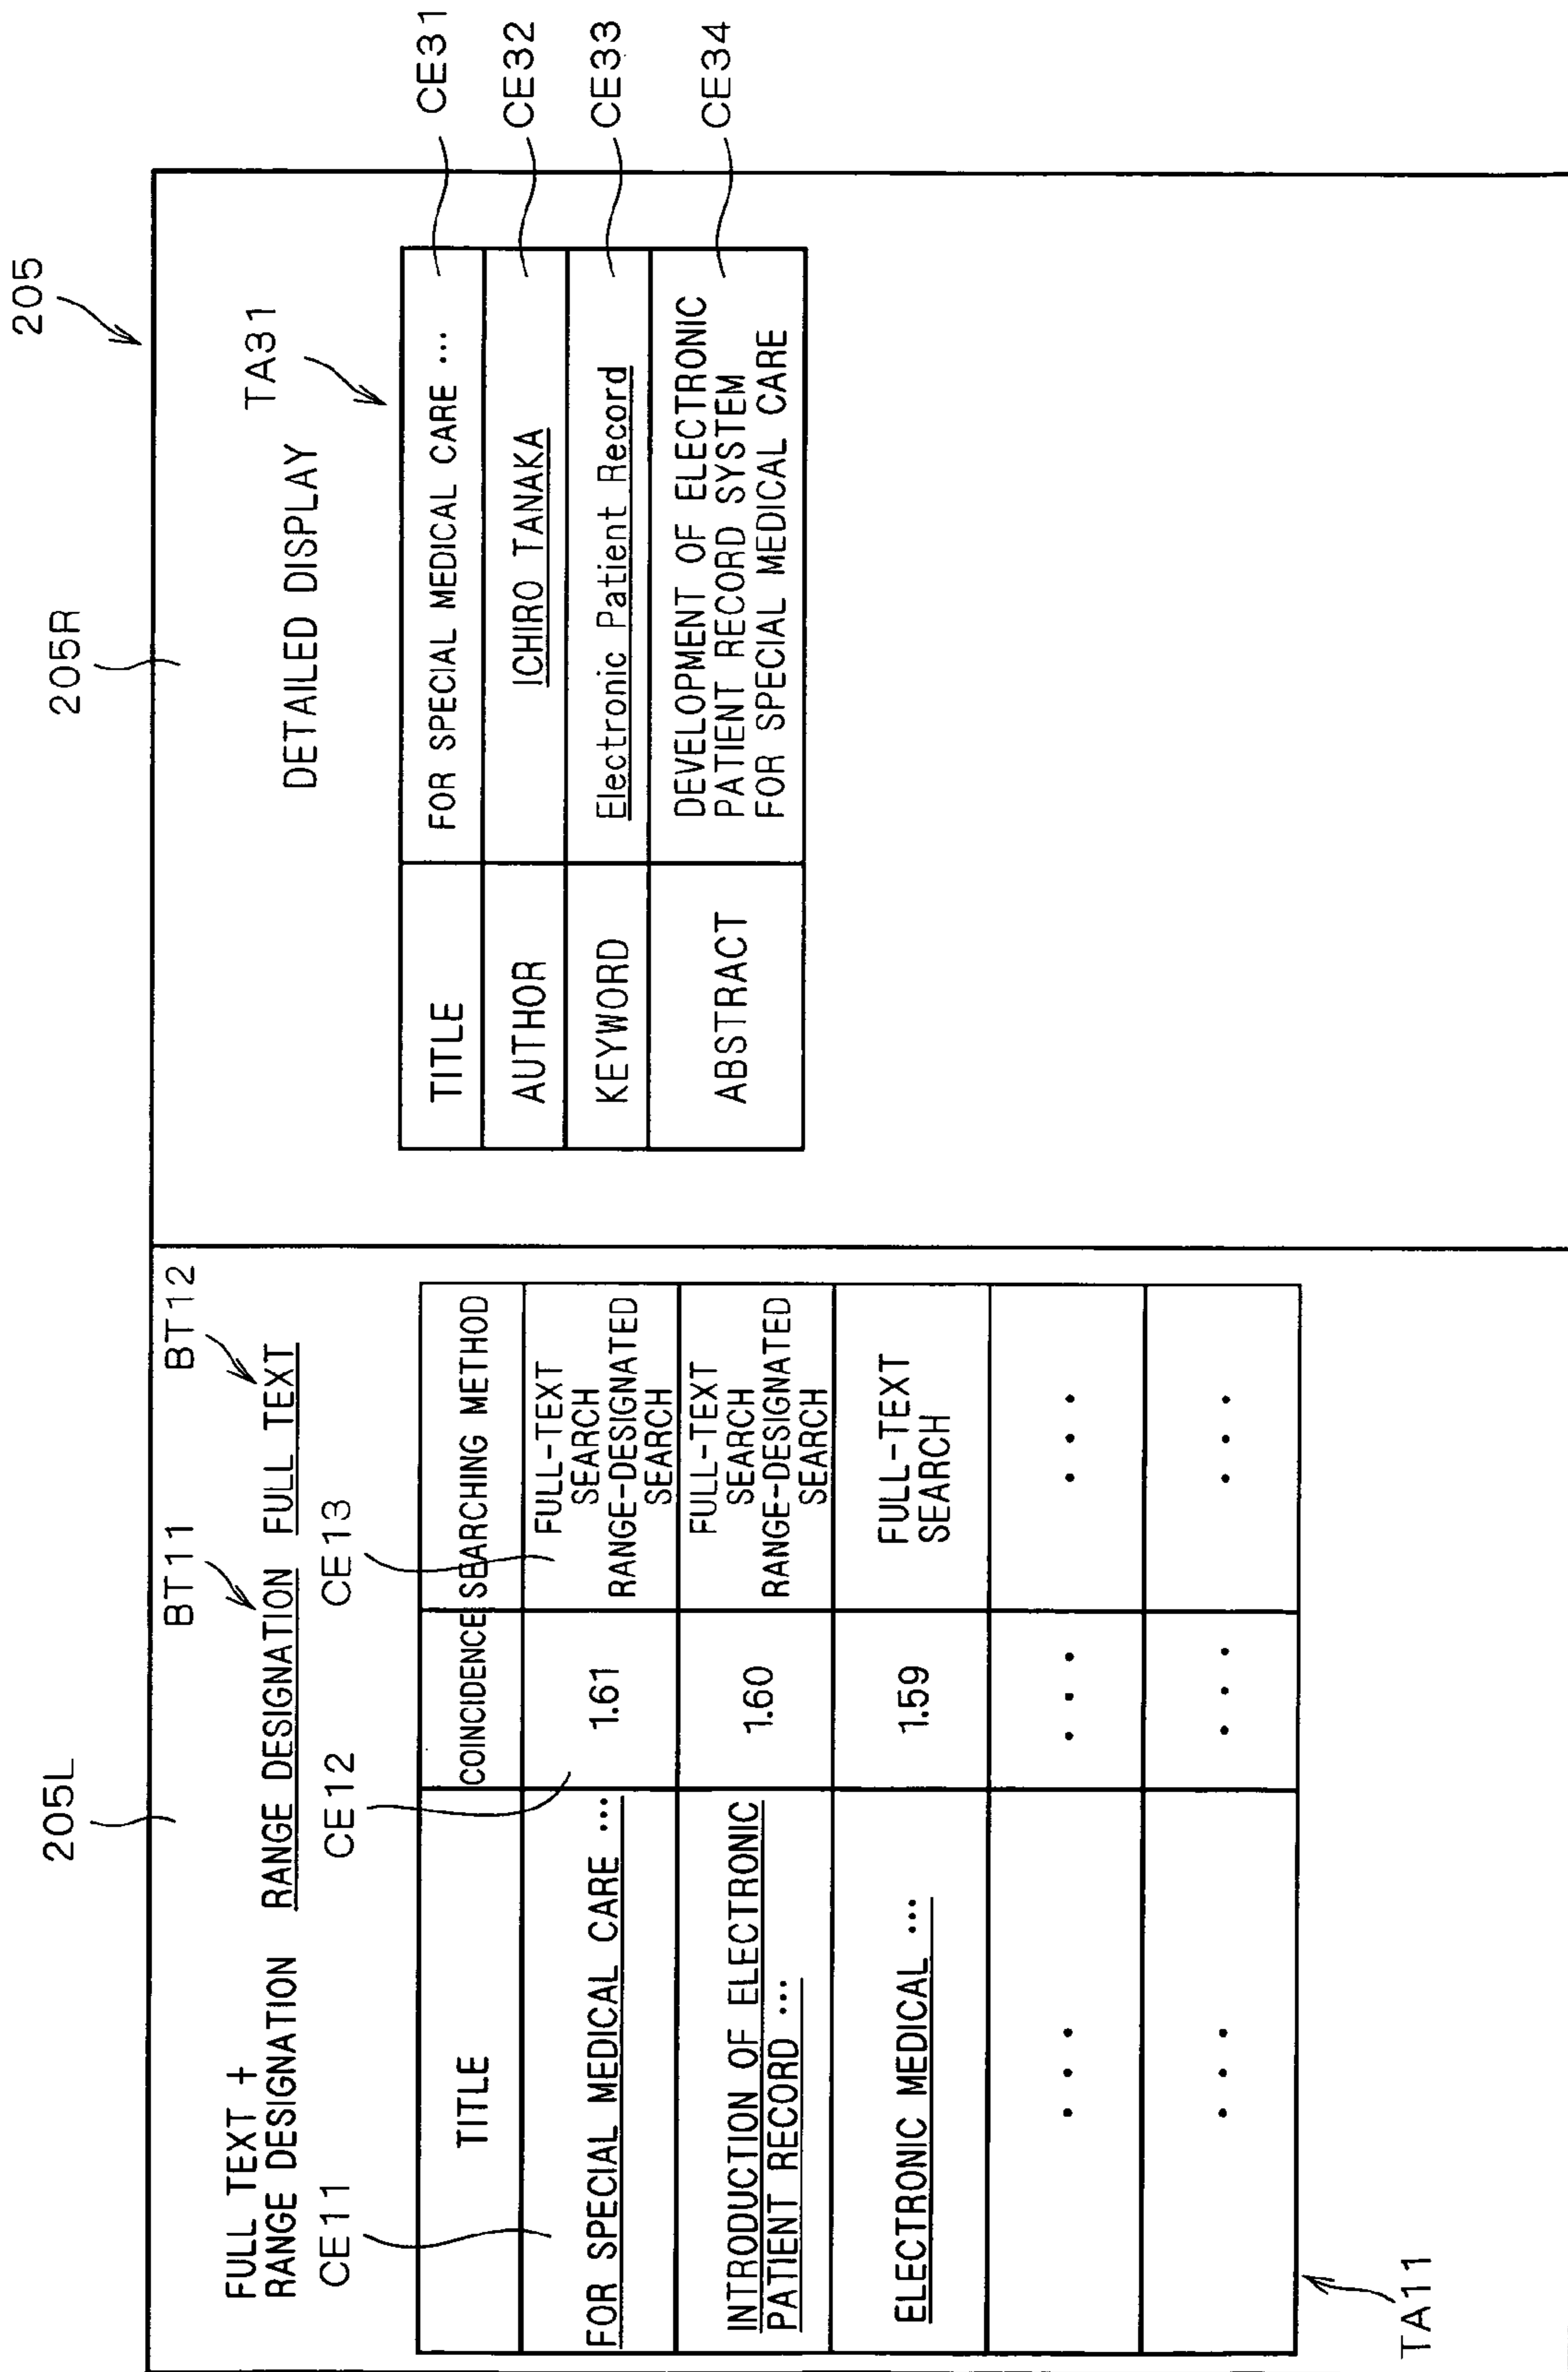 205
205L
205R
BT11
BT12
FULL TEXT +
RANGE DESIGNATION
RANGE DESIGNATION
FULL TEXT
CE11
CE12
CE13
TITLE
COINCIDENCE
SEARCHING METHOD
FOR SPECIAL MEDICAL CARE ...
1.61
FULL-TEXT
SEARCH
RANGE-DESIGNATED
SEARCH
INTRODUCTION OF ELECTRONIC
PATIENT RECORD ...
1.60
FULL-TEXT
SEARCH
RANGE-DESIGNATED
SEARCH
ELECTRONIC MEDICAL ...
1.59
FULL-TEXT
SEARCH
...
...
...
...
...
...
TA11
DETAILED DISPLAY
TA31
TITLE
FOR SPECIAL MEDICAL CARE ...
CE31
AUTHOR
ICHIRO TANAKA
CE32
KEYWORD
Electronic Patient Record
CE33
ABSTRACT
DEVELOPMENT OF ELECTRONIC
PATIENT RECORD SYSTEM
FOR SPECIAL MEDICAL CARE
CE34